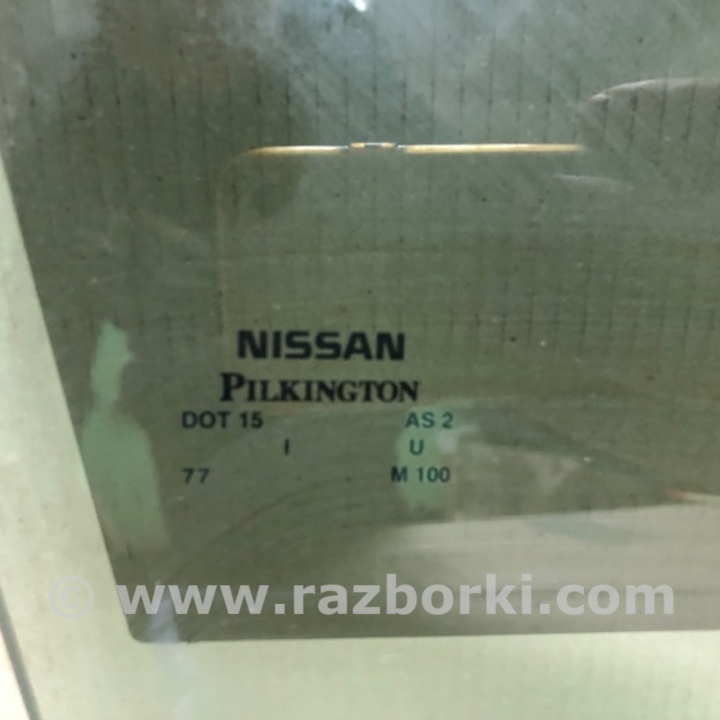 NISSAN
PILKINGTON
DOT 15 AS 2
I U
77 M 100
© www.razborki.com